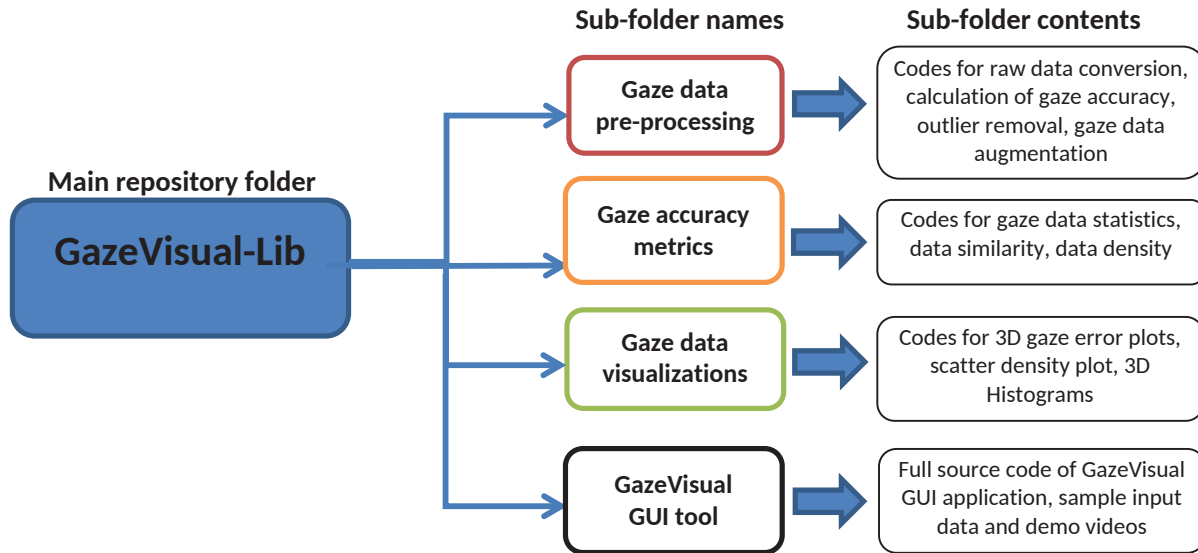 Sub-folder names
Sub-folder contents
Main repository folder
GazeVisual-Lib
Gaze data
pre-processing
Codes for raw data conversion,
calculation of gaze accuracy,
outlier removal, gaze data
augmentation
Gaze accuracy
metrics
Codes for gaze data statistics,
data similarity, data density
Gaze data
visualizations
Codes for 3D gaze error plots,
scatter density plot, 3D
Histograms
GazeVisual
GUI tool
Full source code of GazeVisual
GUI application, sample input
data and demo videos